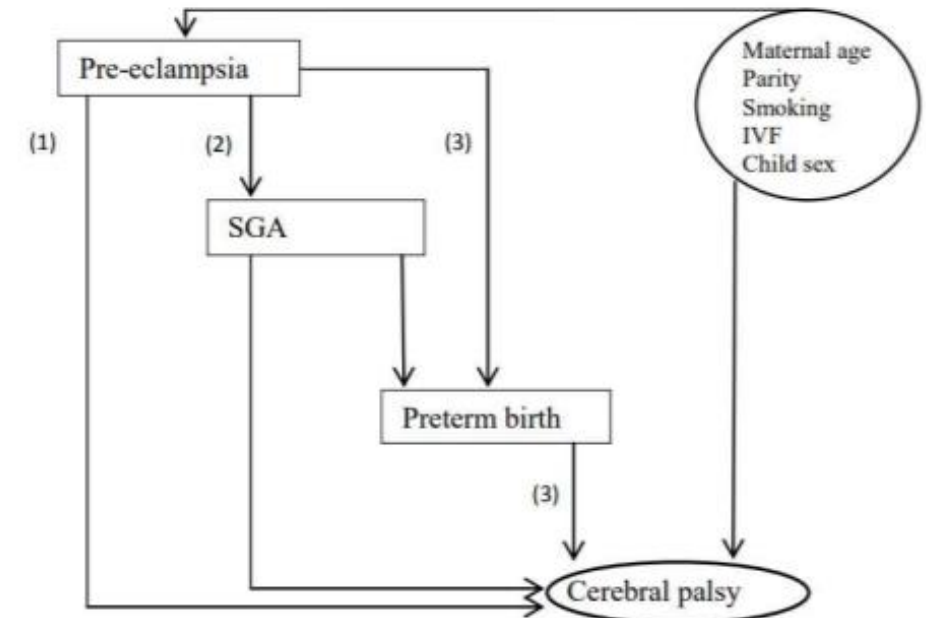 Pre-eclampsia
Maternal age
Parity
Smoking
IVF
Child sex
(1)
(2)
(3)
SGA
Preterm birth
(3)
Cerebral palsy